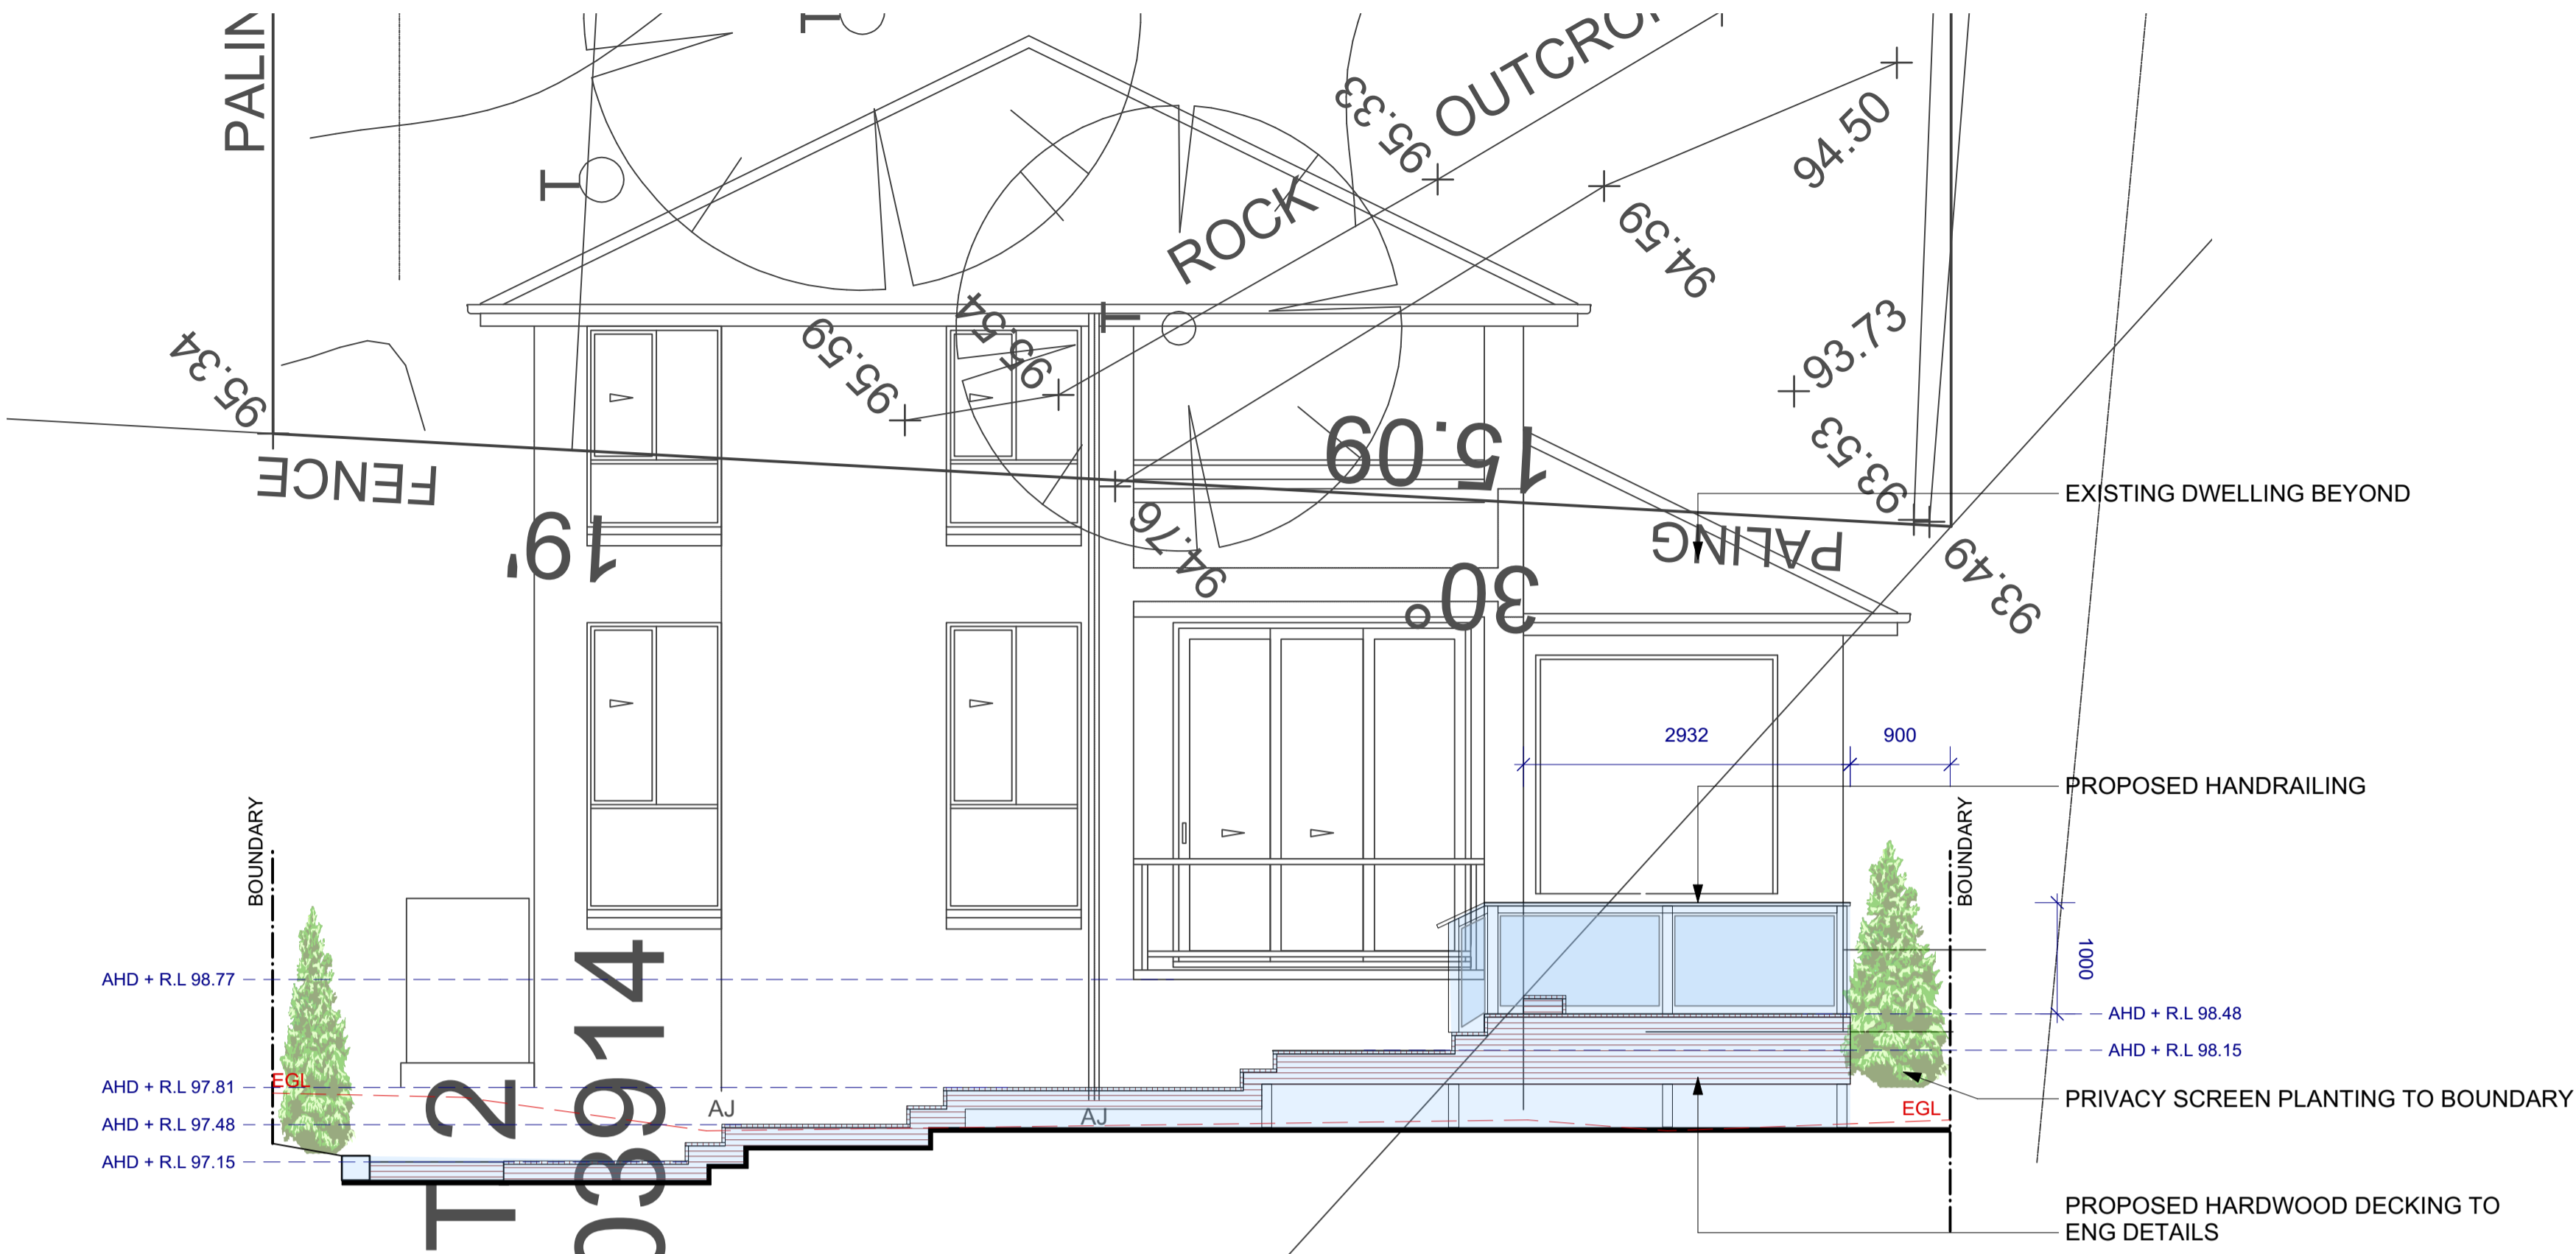 PALIN
T
T
ROCK OUTCRO
95.33
94.50
94.59
95.34
95.59
95.54
T
93.73
93.53
FENCE
15.09
EXISTING DWELLING BEYOND
19'
94.76
30°
PALING
93.49
2932
900
PROPOSED HANDRAILING
BOUNDARY
BOUNDARY
1000
AHD + R.L 98.77
AHD + R.L 98.48
AHD + R.L 98.15
AHD + R.L 97.81
EGL
PRIVACY SCREEN PLANTING TO BOUNDARY
AHD + R.L 97.48
AJ
AJ
EGL
AHD + R.L 97.15
T 2
03914
PROPOSED HARDWOOD DECKING TO
ENG DETAILS